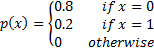 p(x) = { 0.8 if x = 0
0.2 if x = 1
0 otherwise